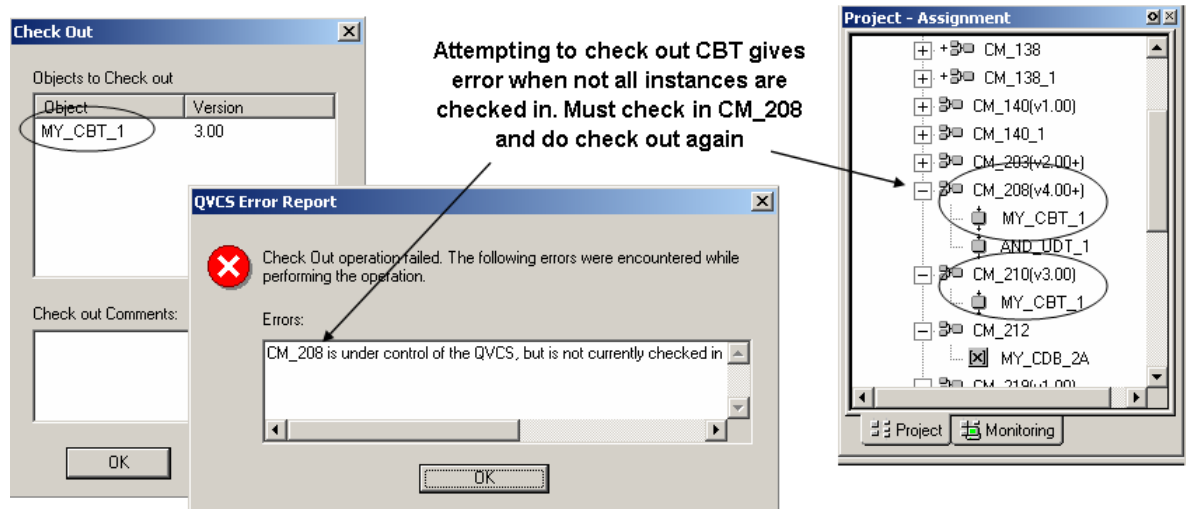 Check Out
Objects to Check out
Object Version
MY_CBT_1 3.00
Check out Comments:
OK
Attempting to check out CBT gives
error when not all instances are
checked in. Must check in CM_208
and do check out again
QVCS Error Report
Check Out operation failed. The following errors were encountered while
performing the operation.
Errors:
CM_208 is under control of the QVCS, but is not currently checked in
OK
Project - Assignment
+CM_138
+CM_138_1
CM_140(v1.00)
CM_140_1
CM_203(v2.00+)
CM_208(v4.00+)
MY_CBT_1
AND_UDT_1
CM_210(v3.00)
MY_CBT_1
CM_212
MY_CDB_2A
CM_219(v1.00)
Project Monitoring